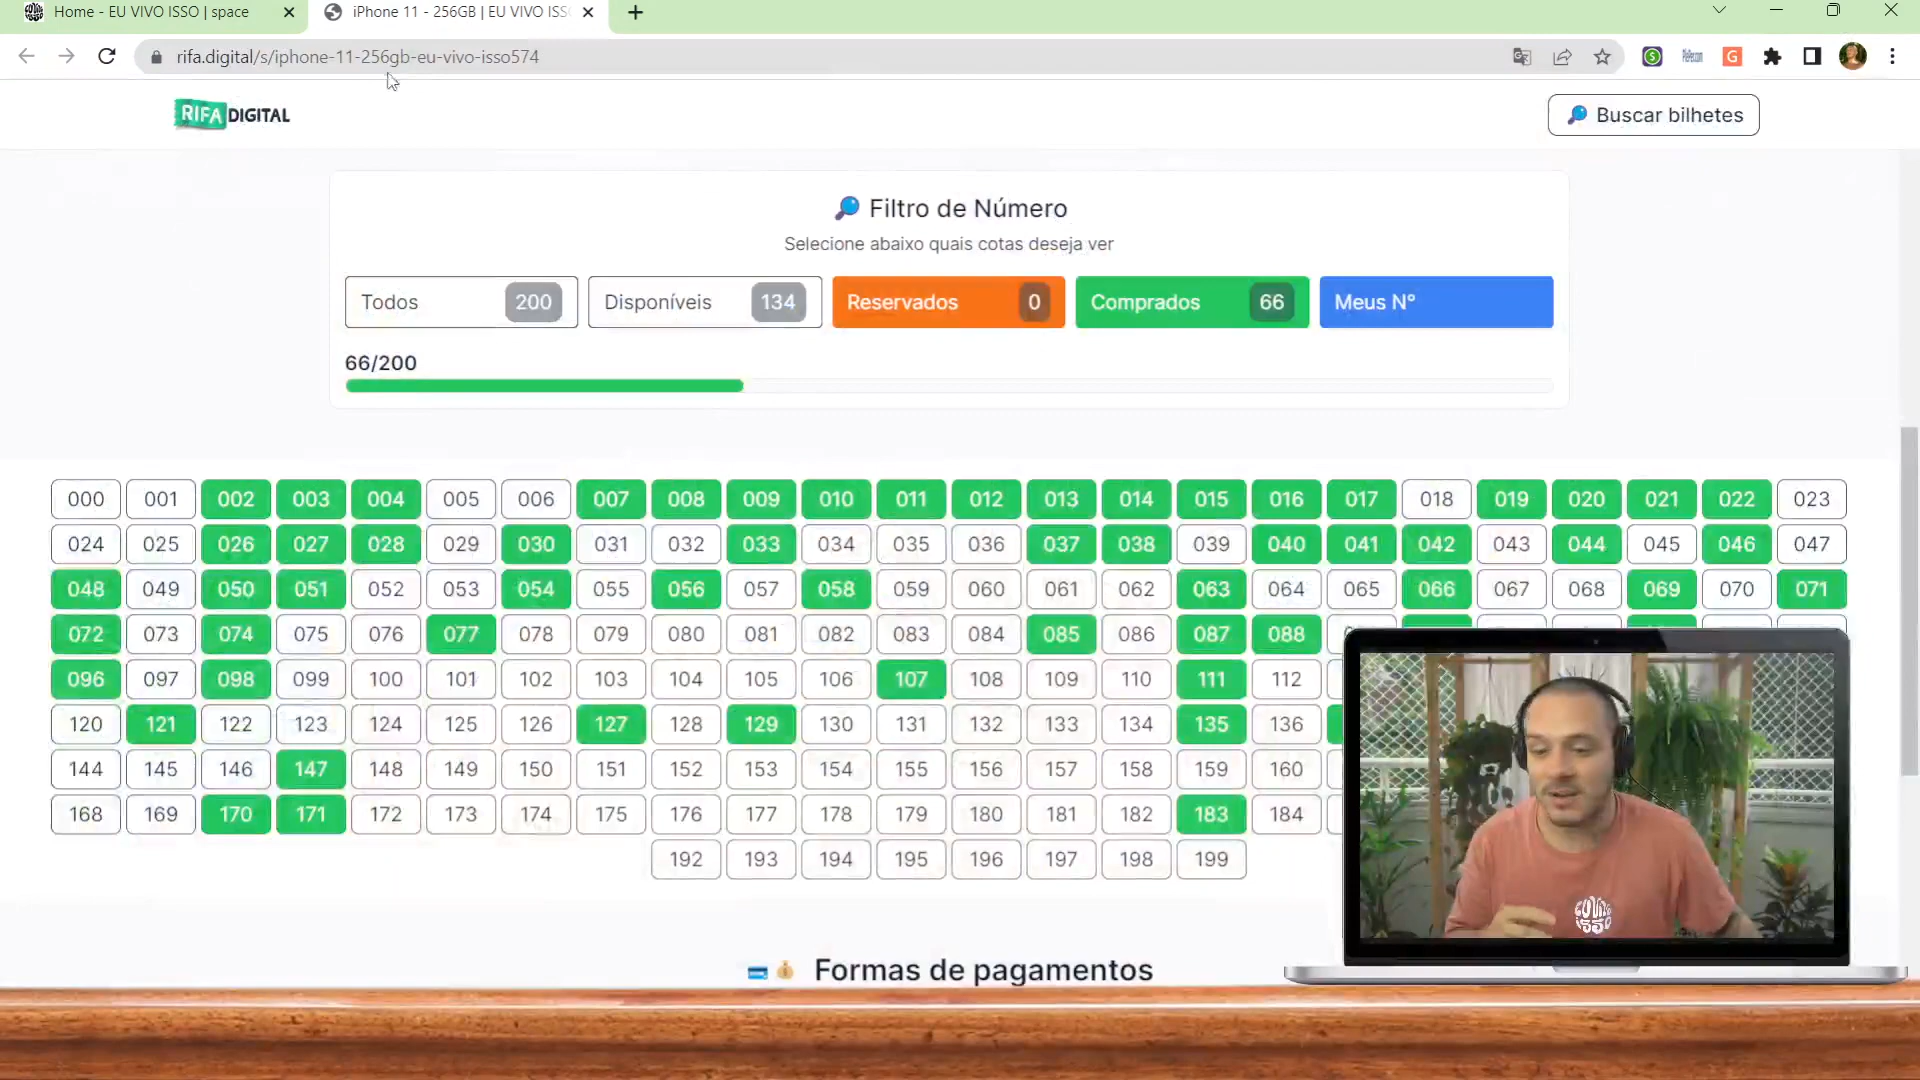 Home - EU VIVO ISSO | space
iPhone 11 - 256GB | EU VIVO ISS
rifa.digital/s/iphone-11-256gb-eu-vivo-isso574
RIFA DIGITAL
Buscar bilhetes
Filtro de Número
Selecione abaixo quais cotas deseja ver
Todos 200 Disponíveis 134 Reservados 0 Comprados 66 Meus N°
66/200
000 001 002 003 004 005 006 007 008 009 010 011 012 013 014 015 016 017 018 019 020 021 022 023
024 025 026 027 028 029 030 031 032 033 034 035 036 037 038 039 040 041 042 043 044 045 046 047
048 049 050 051 052 053 054 055 056 057 058 059 060 061 062 063 064 065 066 067 068 069 070 071
072 073 074 075 076 077 078 079 080 081 082 083 084 085 086 087 088
096 097 098 099 100 101 102 103 104 105 106 107 108 109 110 111 112
120 121 122 123 124 125 126 127 128 129 130 131 132 133 134 135 136
144 145 146 147 148 149 150 151 152 153 154 155 156 157 158 159 160
168 169 170 171 172 173 174 175 176 177 178 179 180 181 182 183 184
192 193 194 195 196 197 198 199
EU VIVO ISSO
Formas de pagamentos